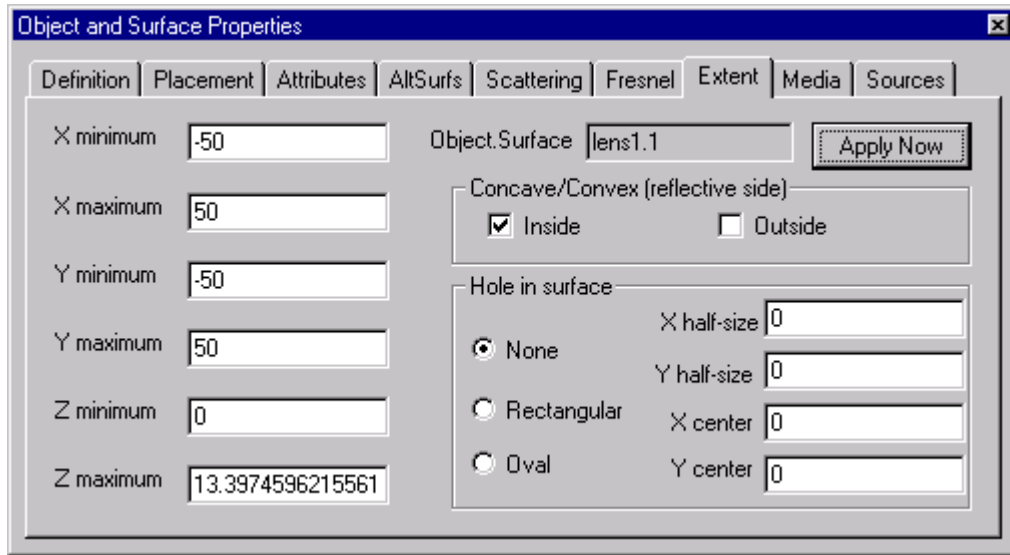 Object and Surface Properties
Definition Placement Attributes AltSurfs Scattering Fresnel Extent Media Sources
X minimum -50
X maximum 50
Y minimum -50
Y maximum 50
Z minimum 0
Z maximum 13.3974596215561
Object.Surface lens1.1 Apply Now
Concave/Convex (reflective side)
Inside Outside
Hole in surface
None
Rectangular
Oval
X half-size 0
Y half-size 0
X center 0
Y center 0